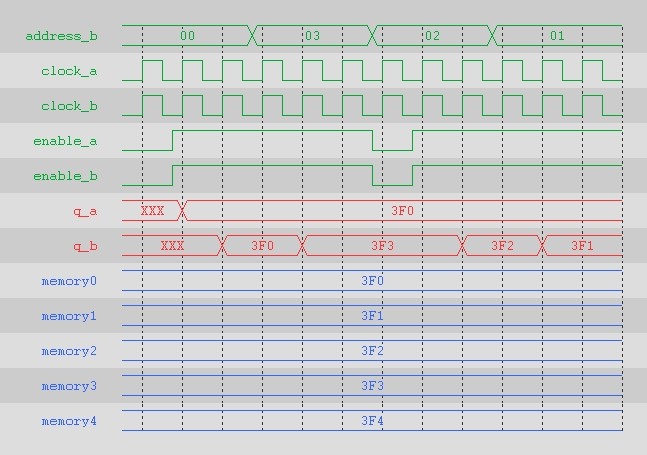 address_b 00 03 02 01
clock_a
clock_b
enable_a
enable_b
q_a XXX 3F0
q_b XXX 3F0 3F3 3F2 3F1
memory0 3F0
memory1 3F1
memory2 3F2
memory3 3F3
memory4 3F4